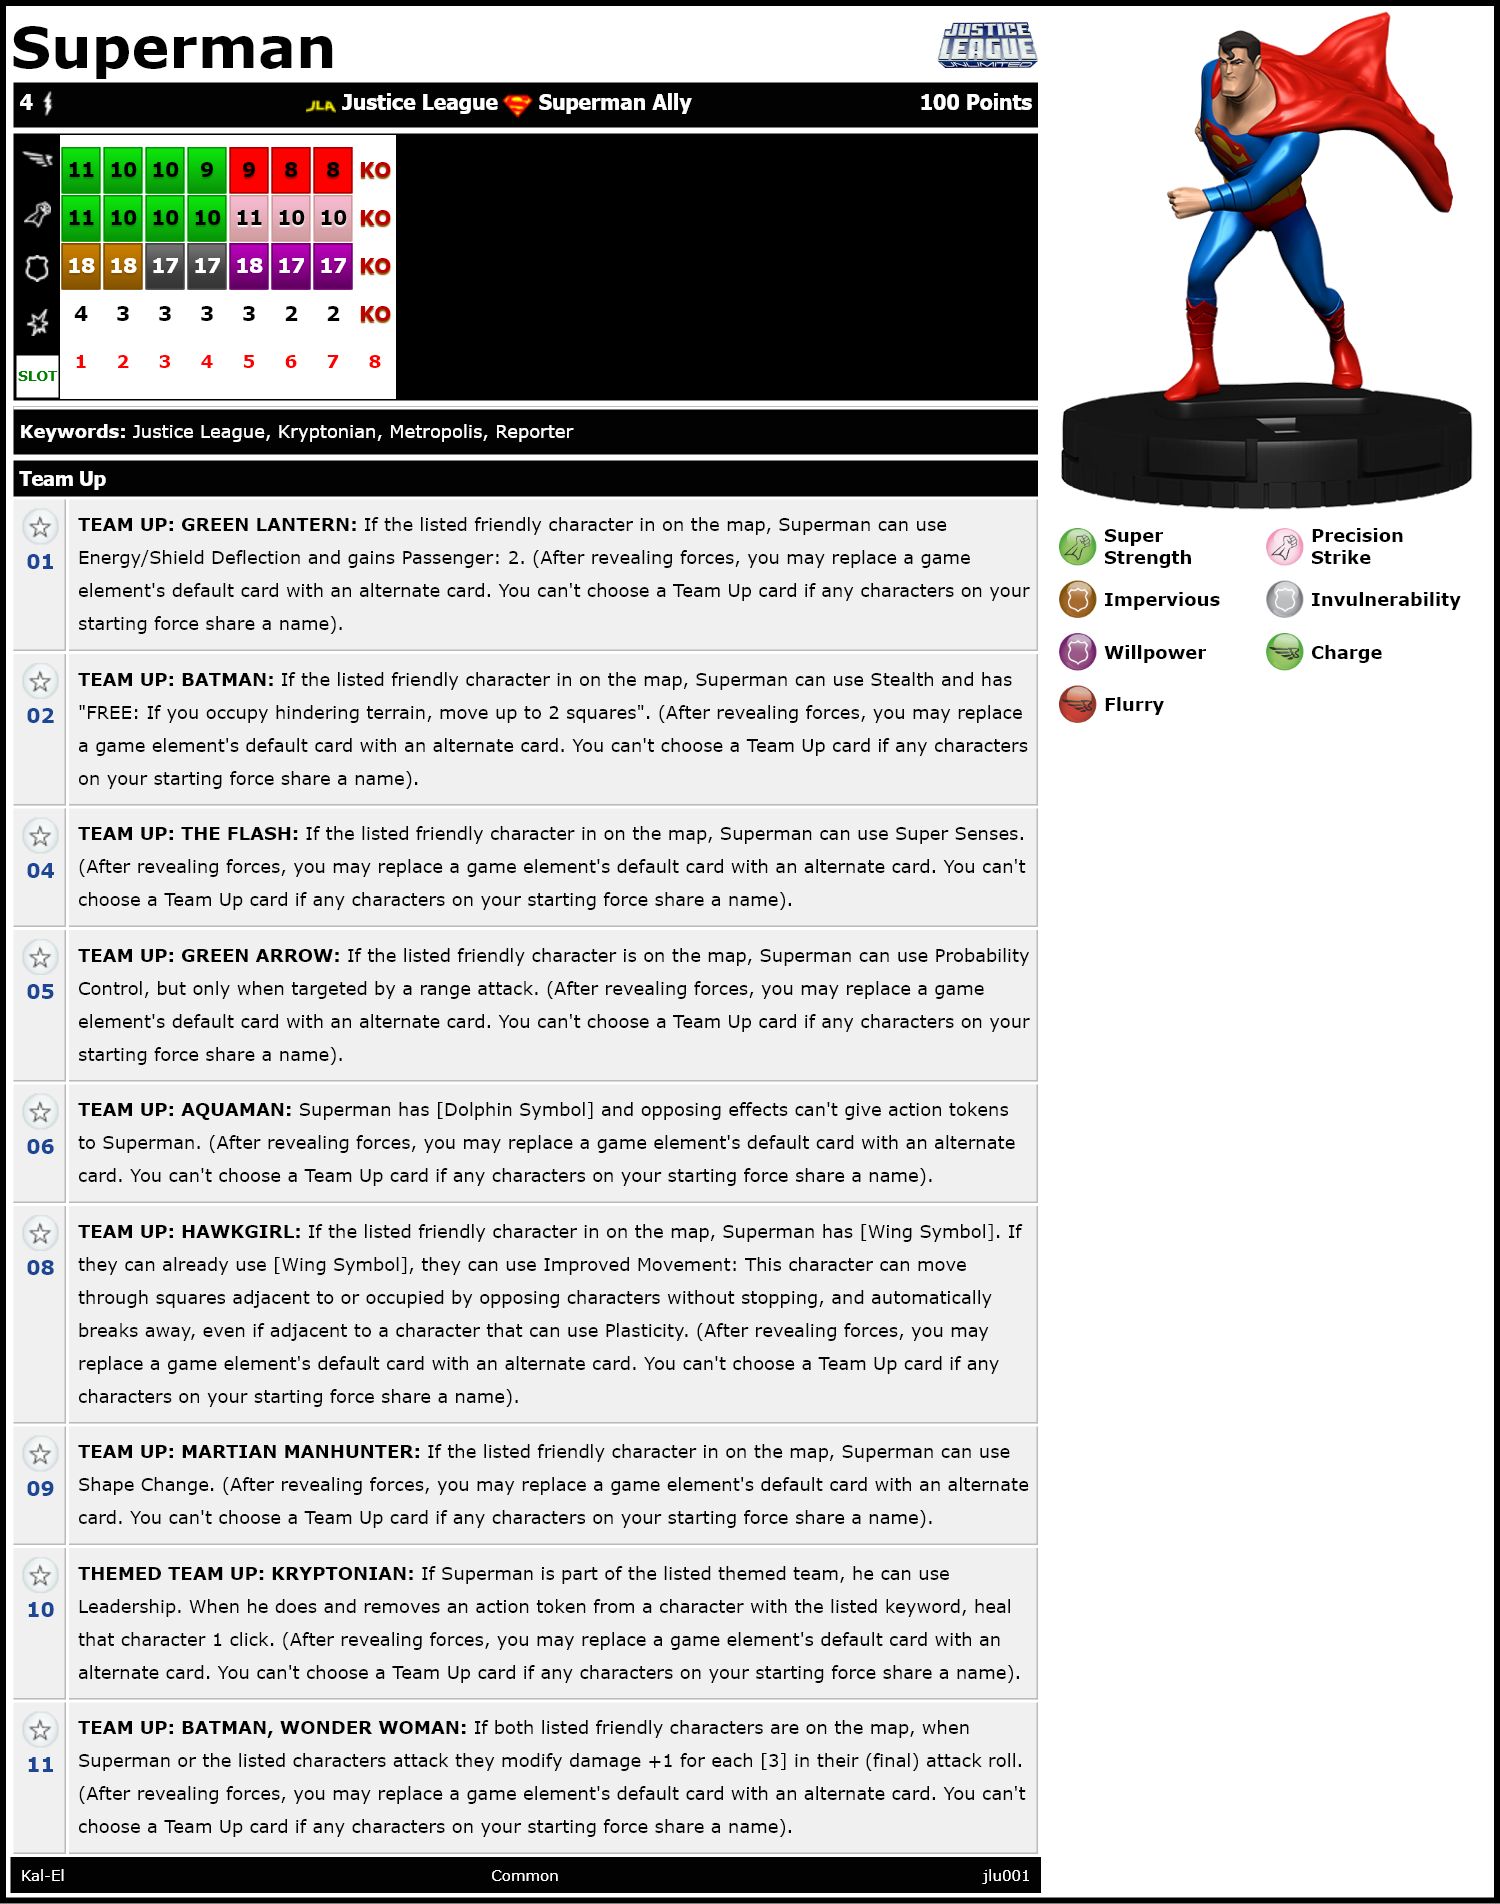 Superman
JUSTICE
LEAGUE
UNLIMITED
4 JLA Justice League Superman Ally 100 Points
11 10 10 9 9 8 8 KO
11 10 10 10 11 10 10 KO
18 18 17 17 18 17 17 KO
4 3 3 3 3 2 2 KO
SLOT 1 2 3 4 5 6 7 8
Keywords: Justice League, Kryptonian, Metropolis, Reporter
Team Up
01
TEAM UP: GREEN LANTERN: If the listed friendly character in on the map, Superman can use
Energy/Shield Deflection and gains Passenger: 2. (After revealing forces, you may replace a game
element's default card with an alternate card. You can't choose a Team Up card if any characters on your
starting force share a name).
02
TEAM UP: BATMAN: If the listed friendly character in on the map, Superman can use Stealth and has
"FREE: If you occupy hindering terrain, move up to 2 squares". (After revealing forces, you may replace
a game element's default card with an alternate card. You can't choose a Team Up card if any characters
on your starting force share a name).
04
TEAM UP: THE FLASH: If the listed friendly character in on the map, Superman can use Super Senses.
(After revealing forces, you may replace a game element's default card with an alternate card. You can't
choose a Team Up card if any characters on your starting force share a name).
05
TEAM UP: GREEN ARROW: If the listed friendly character is on the map, Superman can use Probability
Control, but only when targeted by a range attack. (After revealing forces, you may replace a game
element's default card with an alternate card. You can't choose a Team Up card if any characters on your
starting force share a name).
06
TEAM UP: AQUAMAN: Superman has [Dolphin Symbol] and opposing effects can't give action tokens
to Superman. (After revealing forces, you may replace a game element's default card with an alternate
card. You can't choose a Team Up card if any characters on your starting force share a name).
08
TEAM UP: HAWKGIRL: If the listed friendly character in on the map, Superman has [Wing Symbol]. If
they can already use [Wing Symbol], they can use Improved Movement: This character can move
through squares adjacent to or occupied by opposing characters without stopping, and automatically
breaks away, even if adjacent to a character that can use Plasticity. (After revealing forces, you may
replace a game element's default card with an alternate card. You can't choose a Team Up card if any
characters on your starting force share a name).
09
TEAM UP: MARTIAN MANHUNTER: If the listed friendly character in on the map, Superman can use
Shape Change. (After revealing forces, you may replace a game element's default card with an alternate
card. You can't choose a Team Up card if any characters on your starting force share a name).
10
THEMED TEAM UP: KRYPTONIAN: If Superman is part of the listed themed team, he can use
Leadership. When he does and removes an action token from a character with the listed keyword, heal
that character 1 click. (After revealing forces, you may replace a game element's default card with an
alternate card. You can't choose a Team Up card if any characters on your starting force share a name).
11
TEAM UP: BATMAN, WONDER WOMAN: If both listed friendly characters are on the map, when
Superman or the listed characters attack they modify damage +1 for each [3] in their (final) attack roll.
(After revealing forces, you may replace a game element's default card with an alternate card. You can't
choose a Team Up card if any characters on your starting force share a name).
Kal-El Common jlu001
Super
Strength
Precision
Strike
Impervious
Invulnerability
Willpower
Charge
Flurry